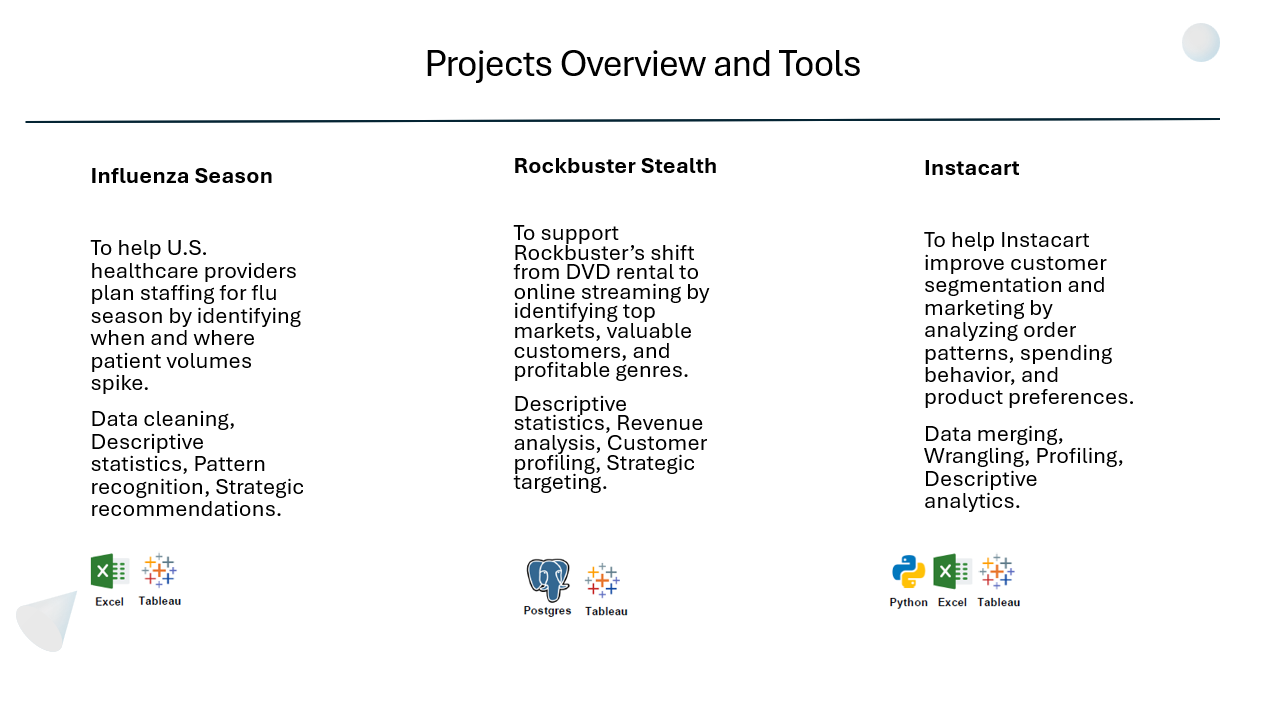 Projects Overview and Tools
Influenza Season
To help U.S.
healthcare providers
plan staffing for flu
season by identifying
when and where
patient volumes
spike.
Data cleaning,
Descriptive
statistics, Pattern
recognition, Strategic
recommendations.
Excel
Tableau
Rockbuster Stealth
To support
Rockbuster’s shift
from DVD rental to
online streaming by
identifying top
markets, valuable
customers, and
profitable genres.
Descriptive
statistics, Revenue
analysis, Customer
profiling, Strategic
targeting.
Postgres
Tableau
Instacart
To help Instacart
improve customer
segmentation and
marketing by
analyzing order
patterns, spending
behavior, and
product preferences.
Data merging,
Wrangling, Profiling,
Descriptive
analytics.
Python
Excel
Tableau